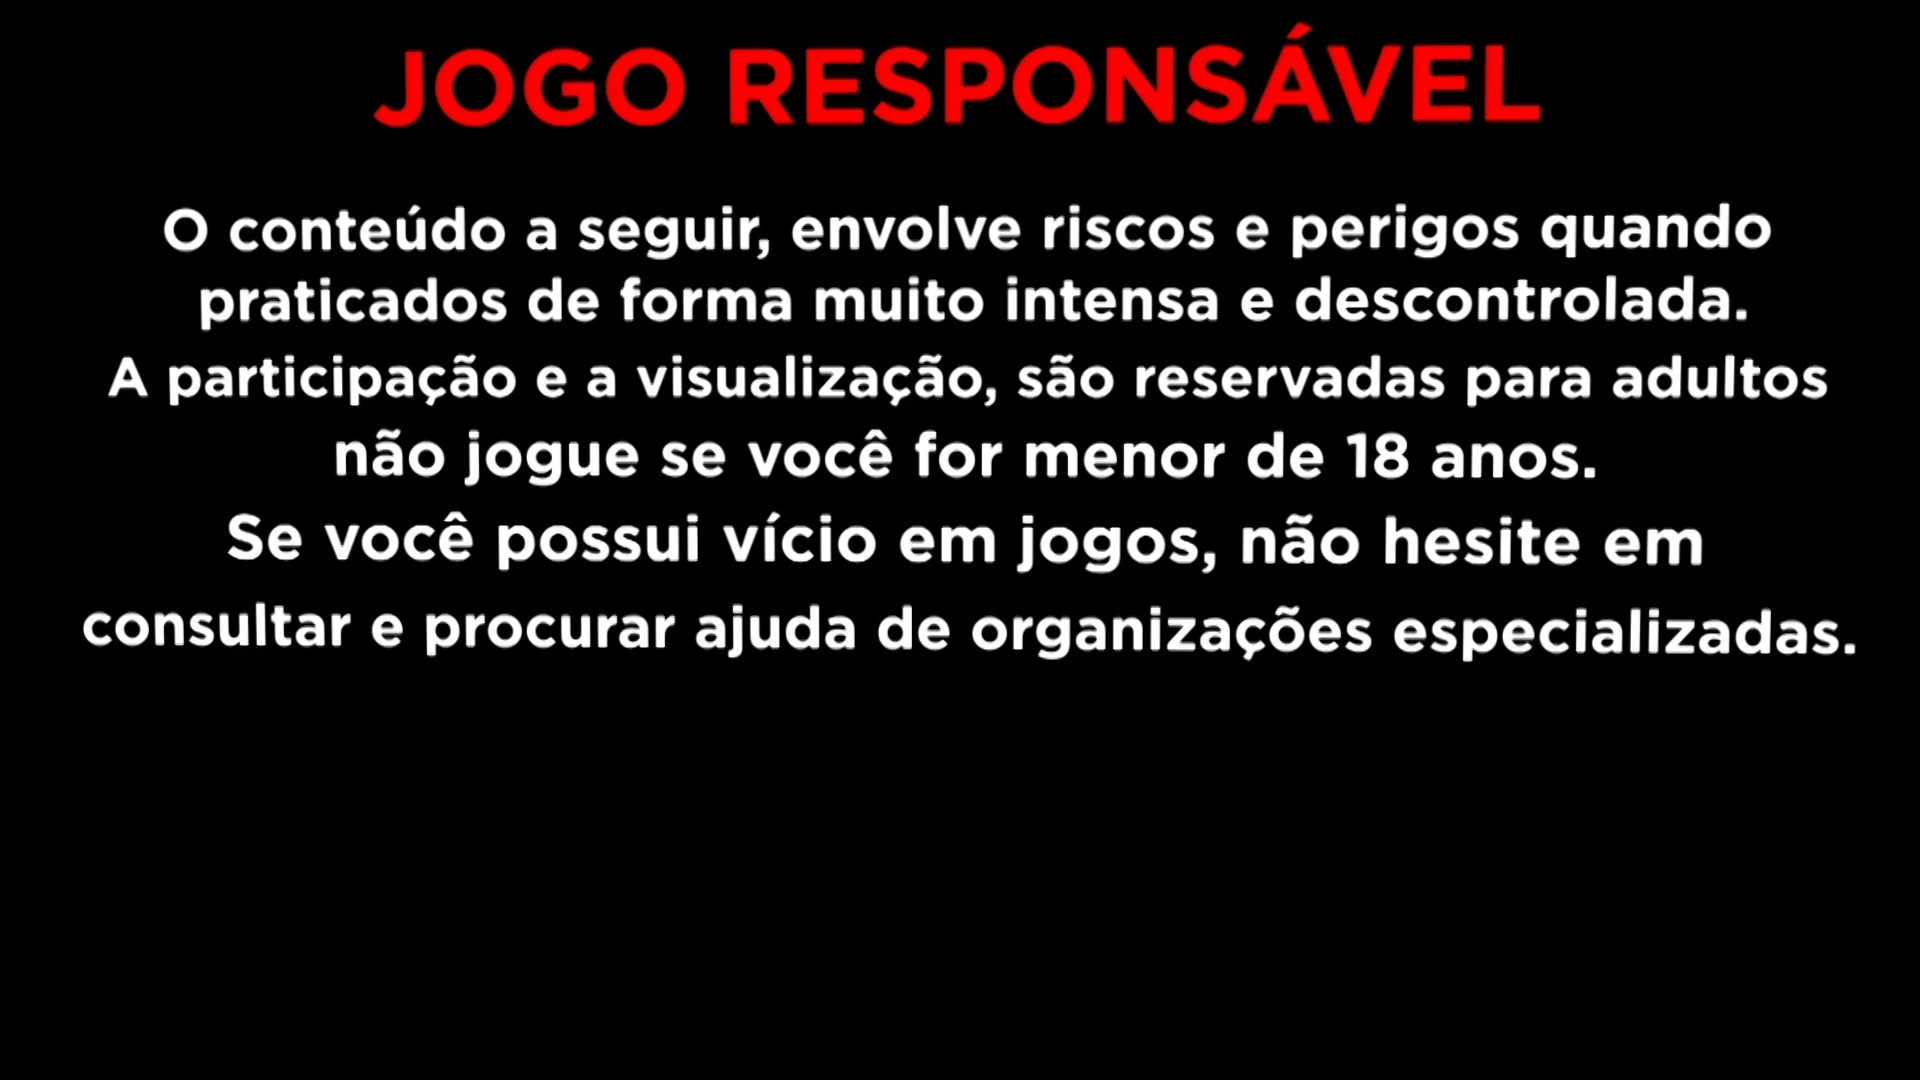 JOGO RESPONSÁVEL
O conteúdo a seguir, envolve riscos e perigos quando
praticados de forma muito intensa e descontrolada.
A participação e a visualização, são reservadas para adultos
não jogue se você for menor de 18 anos.
Se você possui vício em jogos, não hesite em
consultar e procurar ajuda de organizações especializadas.